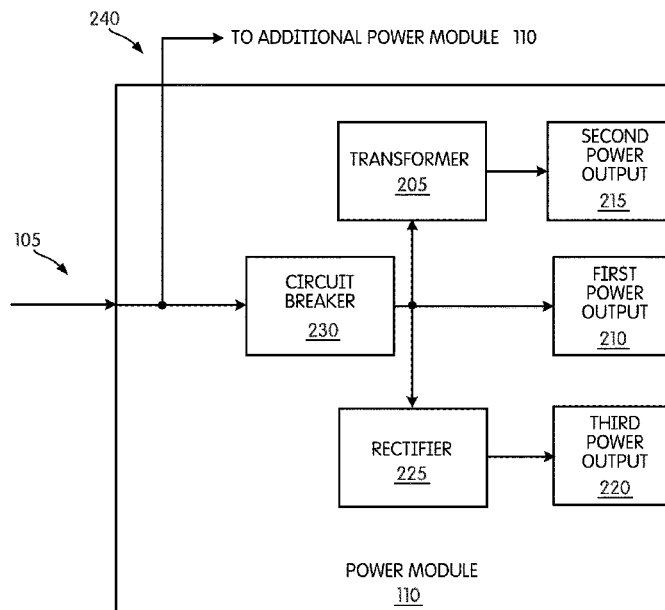 240
TO ADDITIONAL POWER MODULE 110
TRANSFORMER
205
SECOND
POWER
OUTPUT
215
105
CIRCUIT
BREAKER
230
FIRST
POWER
OUTPUT
210
RECTIFIER
225
THIRD
POWER
OUTPUT
220
POWER MODULE
110